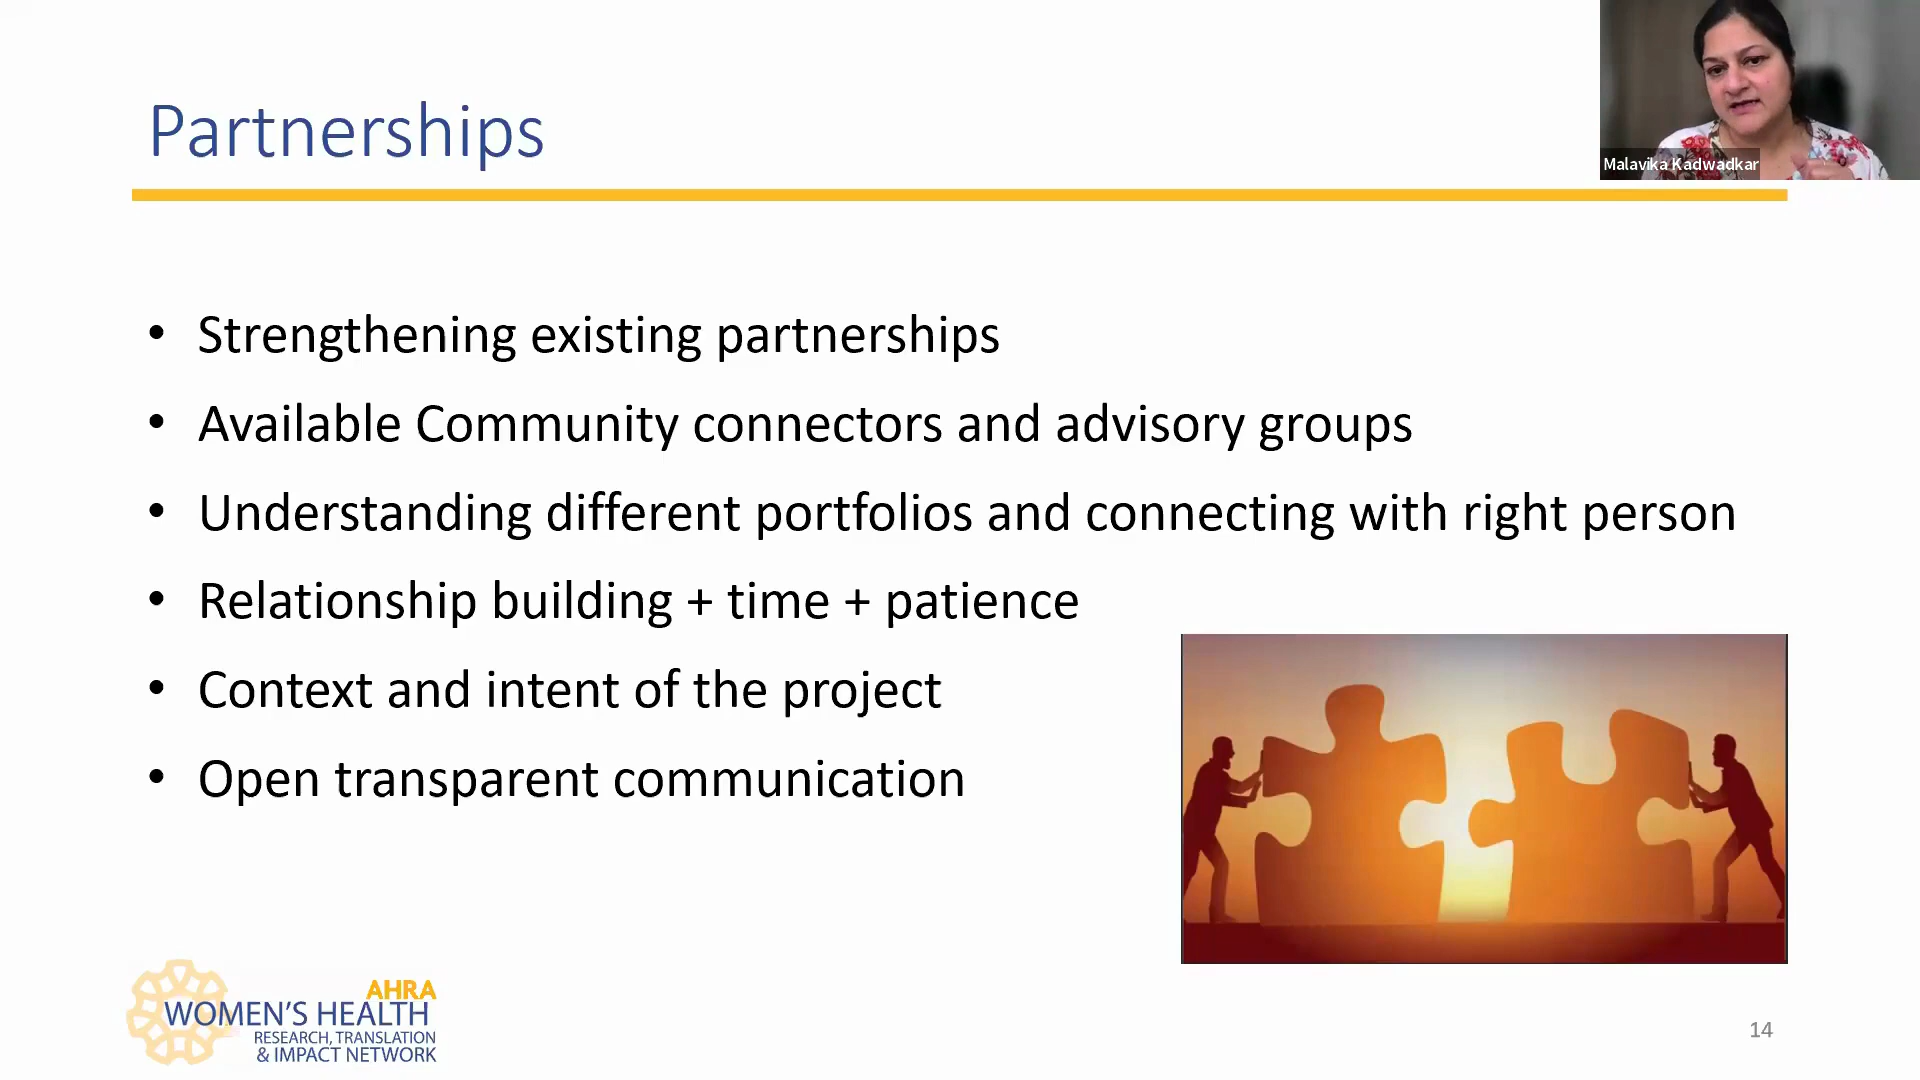 Partnerships
Malavika Kadwadkar
• Strengthening existing partnerships
• Available Community connectors and advisory groups
• Understanding different portfolios and connecting with right person
• Relationship building + time + patience
• Context and intent of the project
• Open transparent communication
AHRA
WOMEN'S HEALTH
RESEARCH, TRANSLATION
& IMPACT NETWORK
14